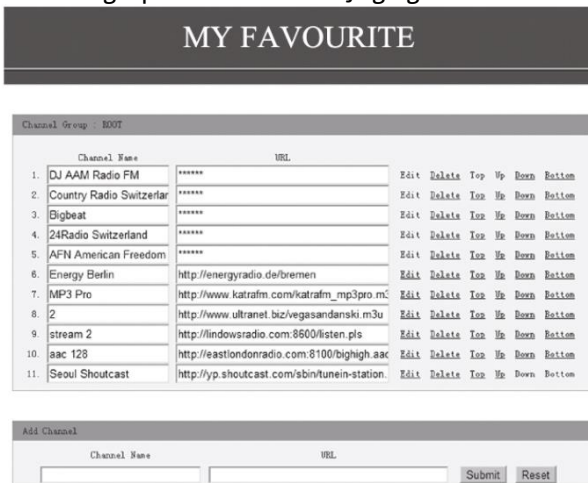 MY FAVOURITE
Channel Group : ROOT
Channel Name URL
1. DJ AAM Radio FM ****** Edit Delete Top Up Down Bottom
2. Country Radio Switzerlar ****** Edit Delete Top Up Down Bottom
3. Bigbeat ****** Edit Delete Top Up Down Bottom
4. 24Radio Switzerland ****** Edit Delete Top Up Down Bottom
5. AFN American Freedom ****** Edit Delete Top Up Down Bottom
6. Energy Berlin http://energyradio.de/bremen Edit Delete Top Up Down Bottom
7. MP3 Pro http://www.katrafm.com/katrafm_mp3pro.m3 Edit Delete Top Up Down Bottom
8. 2 http://www.ultranet.biz/vegasandanski.m3u Edit Delete Top Up Down Bottom
9. stream 2 http://lindowsradio.com:8600/listen.pls Edit Delete Top Up Down Bottom
10. aac 128 http://eastlondonradio.com:8100/bighigh.aac Edit Delete Top Up Down Bottom
11. Seoul Shoutcast http://yp.shoutcast.com/sbin/tunein-station. Edit Delete Top Up Down Bottom
Add Channel
Channel Name URL
Submit Reset